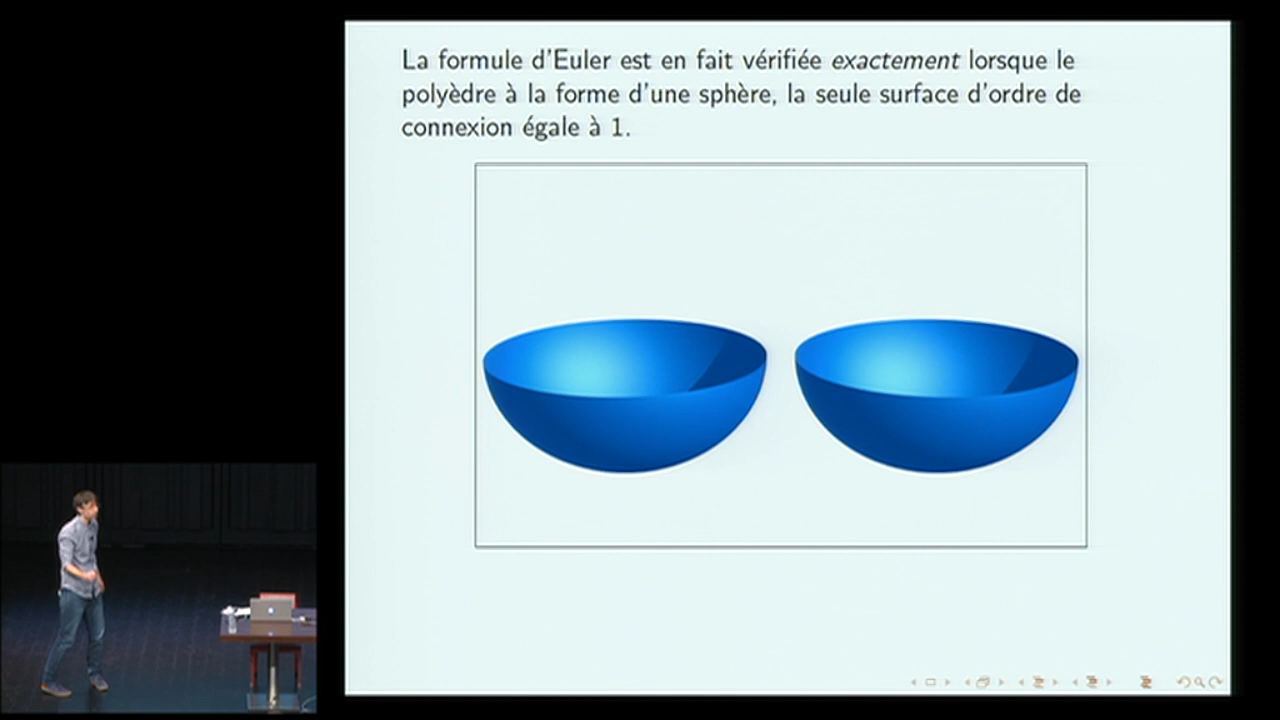 La formule d'Euler est en fait vérifiée exactement lorsque le
polyèdre à la forme d'une sphère, la seule surface d'ordre de
connexion égale à 1.